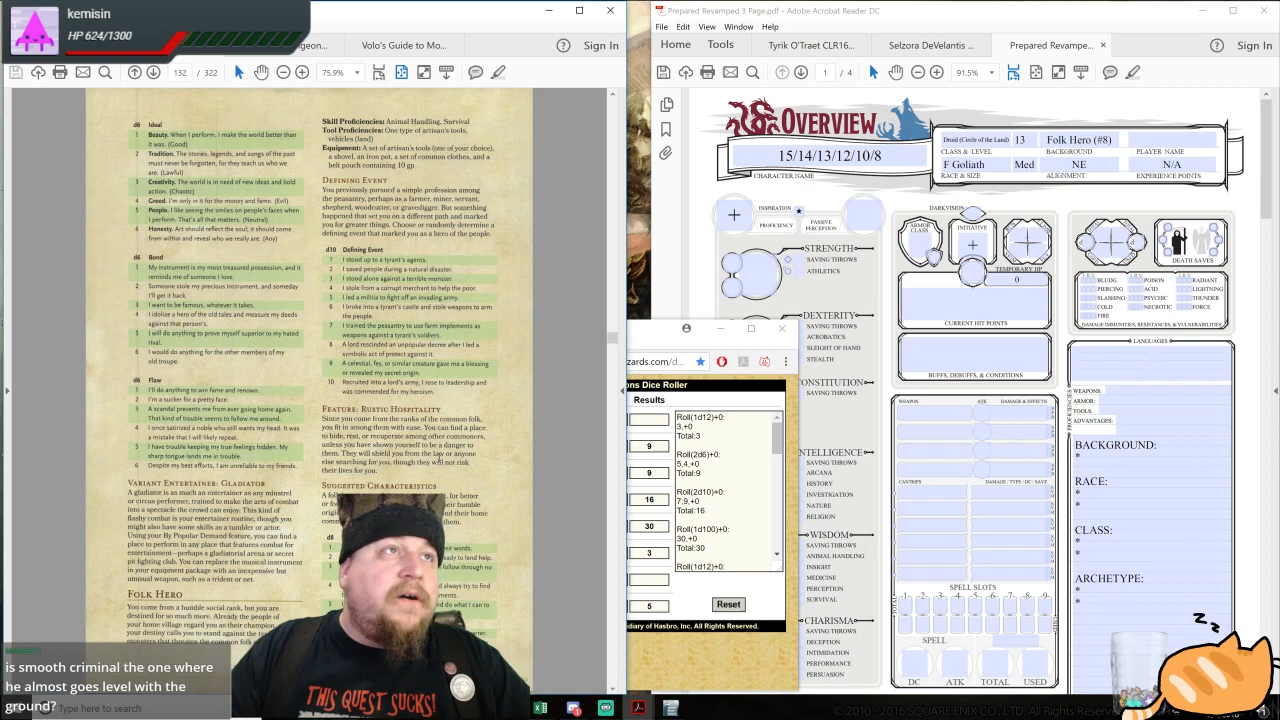 kemisin
HP 624/1300
Volo's Guide to Mo...
Sign In
132 / 322
75.9%
d6 Ideal
1 Beauty. When I perform, I make the world better than
it was. (Good)
2 Tradition. The stories, legends, and songs of the past
must never be forgotten, for they teach us who we
are. (Lawful)
3 Creativity. The world is in need of new ideas and bold
action. (Chaotic)
4 Greed. I'm only in it for the money and fame. (Evil)
5 People. I like seeing the smiles on people's faces when
I perform. That's all that matters. (Neutral)
6 Honesty. Art should reflect the soul; it should come
from within and reveal who we really are. (Any)
d6 Bond
1 My instrument is my most treasured possession, and it
reminds me of someone I love.
2 Someone stole my precious instrument, and someday
I'll get it back.
3 I want to be famous, whatever it takes.
4 I idolize a hero of the old tales and measure my deeds
against that person's.
5 I will do anything to prove myself superior to my hated
rival.
6 I would do anything for the other members of my
old troupe.
d6 Flaw
1 I'll do anything to win fame and renown.
2 I'm a sucker for a pretty face.
3 A scandal prevents me from ever going home again.
That kind of trouble seems to follow me around.
4 I once satirized a noble who still wants my head. It was
a mistake that I will likely repeat.
5 I have trouble keeping my true feelings hidden. My
sharp tongue lands me in trouble.
6 Despite my best efforts, I am unreliable to my friends.
Variant Entertainer: Gladiator
A gladiator is as much an entertainer as any minstrel
or circus performer, trained to make the arts of combat
into a spectacle the crowd can enjoy. This kind of
flashy combat is your entertainer routine, though you
might also have some skills as a tumbler or actor.
Using your By Popular Demand feature, you can find a
place to perform in any place that features combat for
entertainment—perhaps a gladiatorial arena or secret
pit fighting club. You can replace the musical instrument
in your equipment package with an inexpensive but
unusual weapon, such as a trident or net.
Folk Hero
You come from a humble social rank, but you are
destined for so much more. Already the people of
your home village regard you as their champion,
your destiny calls you to stand against the
monsters that threaten the common folk
Skill Proficiencies: Animal Handling, Survival
Tool Proficiencies: One type of artisan's tools,
vehicles (land)
Equipment: A set of artisan's tools (one of your choice),
a shovel, an iron pot, a set of common clothes, and a
belt pouch containing 10 gp
Defining Event
You previously pursued a simple profession among
the peasantry, perhaps as a farmer, miner, servant,
shepherd, woodcutter, or gravedigger. But something
happened that set you on a different path and marked
you for greater things. Choose or randomly determine a
defining event that marked you as a hero of the people.
d10 Defining Event
1 I stood up to a tyrant's agents.
2 I saved people during a natural disaster.
3 I stood alone against a terrible monster.
4 I stole from a corrupt merchant to help the poor.
5 I led a militia to fight off an invading army.
6 I broke into a tyrant's castle and stole weapons to arm
the people.
7 I trained the peasantry to use farm implements as
weapons against a tyrant's soldiers.
8 A lord rescinded an unpopular decree after I led a
symbolic act of protect against it.
9 A celestial, fey, or similar creature gave me a blessing
or revealed my secret origin.
10 Recruited into a lord's army, I rose to leadership and
was commended for my heroism.
Feature: Rustic Hospitality
Since you come from the ranks of the common folk,
you fit in among them with ease. You can find a place
to hide, rest, or recuperate among other commoners,
unless you have shown yourself to be a danger to
them. They will shield you from the law or anyone
else searching for you, though they will not risk
their lives for you.
Suggested Characteristics
d8
THIS QUEST SUCKS!
is smooth criminal the one where
he almost goes level with the
ground?
Type here to search
Prepared Revamped 3 Page.pdf - Adobe Acrobat Reader DC
File Edit View Window Help
Home Tools Tyrik O'Traet CLR16... Selzora DeVelantis ... Prepared Revampe... Sign In
1 / 4
91.5%
Overview
15/14/13/12/10/8
CHARACTER NAME
Druid (Circle of the Land) 13 Folk Hero (#8)
CLASS & LEVEL BACKGROUND PLAYER NAME
F Goliath Med NE N/A
RACE & SIZE ALIGNMENT EXPERIENCE POINTS
INSPIRATION
PROFICIENCY
PASSIVE PERCEPTION
STRENGTH
SAVING THROWS
ATHLETICS
DEXTERITY
SAVING THROWS
ACROBATICS
SLEIGHT OF HAND
STEALTH
ONSTITUTION
SAVING THROWS
NTELLIGENCE
SAVING THROWS
ARCANA
HISTORY
INVESTIGATION
NATURE
RELIGION
WISDOM
SAVING THROWS
ANIMAL HANDLING
INSIGHT
MEDICINE
PERCEPTION
SURVIVAL
CHARISMA
SAVING THROWS
DECEPTION
INTIMIDATION
PERFORMANCE
PERSUASION
DARKVISION
ARMOR CLASS
INITIATIVE
TEMPORARY HP
0
CURRENT HIT POINTS
BUFFS, DEBUFFS, & CONDITIONS
DEATH SAVES
BLUDG. POISON RADIANT
PIERCING ACID LIGHTNING
SLASHING PSYCHIC THUNDER
COLD NECROTIC FORCE
FIRE
DAMAGE IMMUNITIES, RESISTANCES, & VULNERABILITIES
WEAPON ATK DAMAGE & EFFECTS
CANTRIPS DAMAGE / TYPE / DC / SAVE
SPELL SLOTS
1 2 3 4 5 6 7 8 9
SPELL
DC ATK TOTAL USED
LANGUAGES
PROFICIENCIES
WEAPONS:
ARMOR:
TOOLS:
ADVANTAGES:
BACKGROUND:
*
RACE:
*
*
CLASS:
*
*
ARCHETYPE:
*
*
zards.com/d...
ons Dice Roller
Results
9
9
16
30
3
5
Roll(1d12)+0:
3,+0
Total:3
Roll(2d6)+0:
5,4,+0
Total:9
Roll(2d10)+0:
7,9,+0
Total:16
Roll(1d100)+0:
30,+0
Total:30
Roll(1d12)+0:
Reset
diary of Hasbro, Inc. All Rights Reserved.
z z
© 2010 - 2016 SQUARE ENIX CO., LTD. All Rights Reserved.